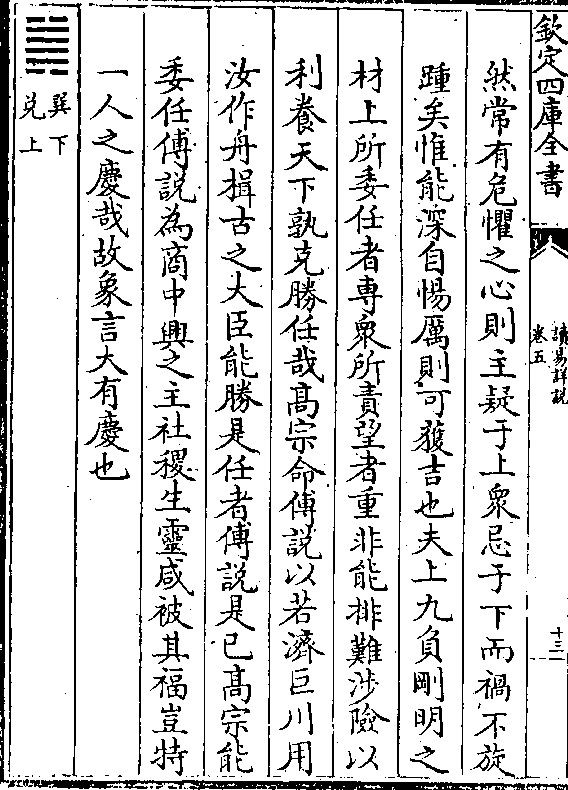 欽定四庫全書
讀易詳説
卷五
十三
然常有危懼之心則主疑于上衆忌于下而禍不旋
踵矣惟能深自惕厲則可獲吉也夫上九負剛明之
材上所委任者專衆所責望者重非能排難涉險以
利養天下孰克勝任哉髙宗命傅説以若濟巨川用
汝作舟揖古之大臣能勝是任者傅説是已髙宗能
委任傅説為商中興之主社稷生靈咸被其福豈特
一人之慶哉故象言大有慶也
䷛
巽下
兑上